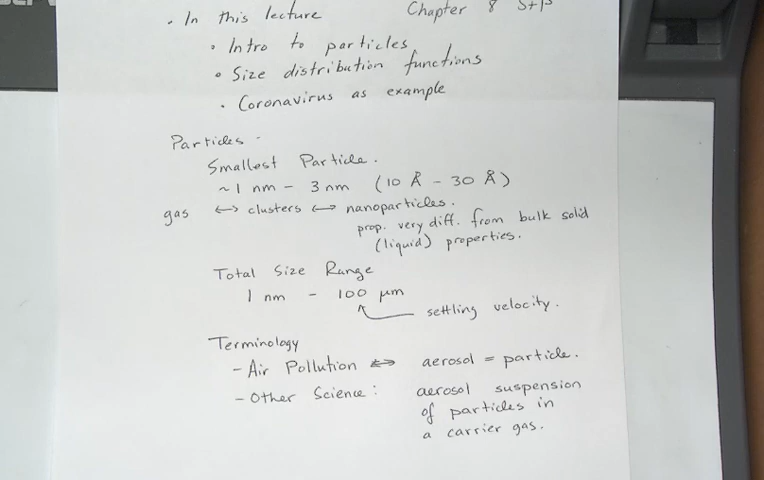 · In this lecture Chapter 8 S+P
· Intro to particles
· Size distribution functions
· Coronavirus as example
Particles -
Smallest Particle.
~1 nm - 3 nm (10 Å - 30 Å)
gas ↔ clusters ↔ nanoparticles.
prop. very diff. from bulk solid
(liquid) properties.
Total Size Range
1 nm - 100 μm
settling velocity.
Terminology
- Air Pollution ↔ aerosol = particle.
- Other Science: aerosol suspension
of particles in
a carrier gas.